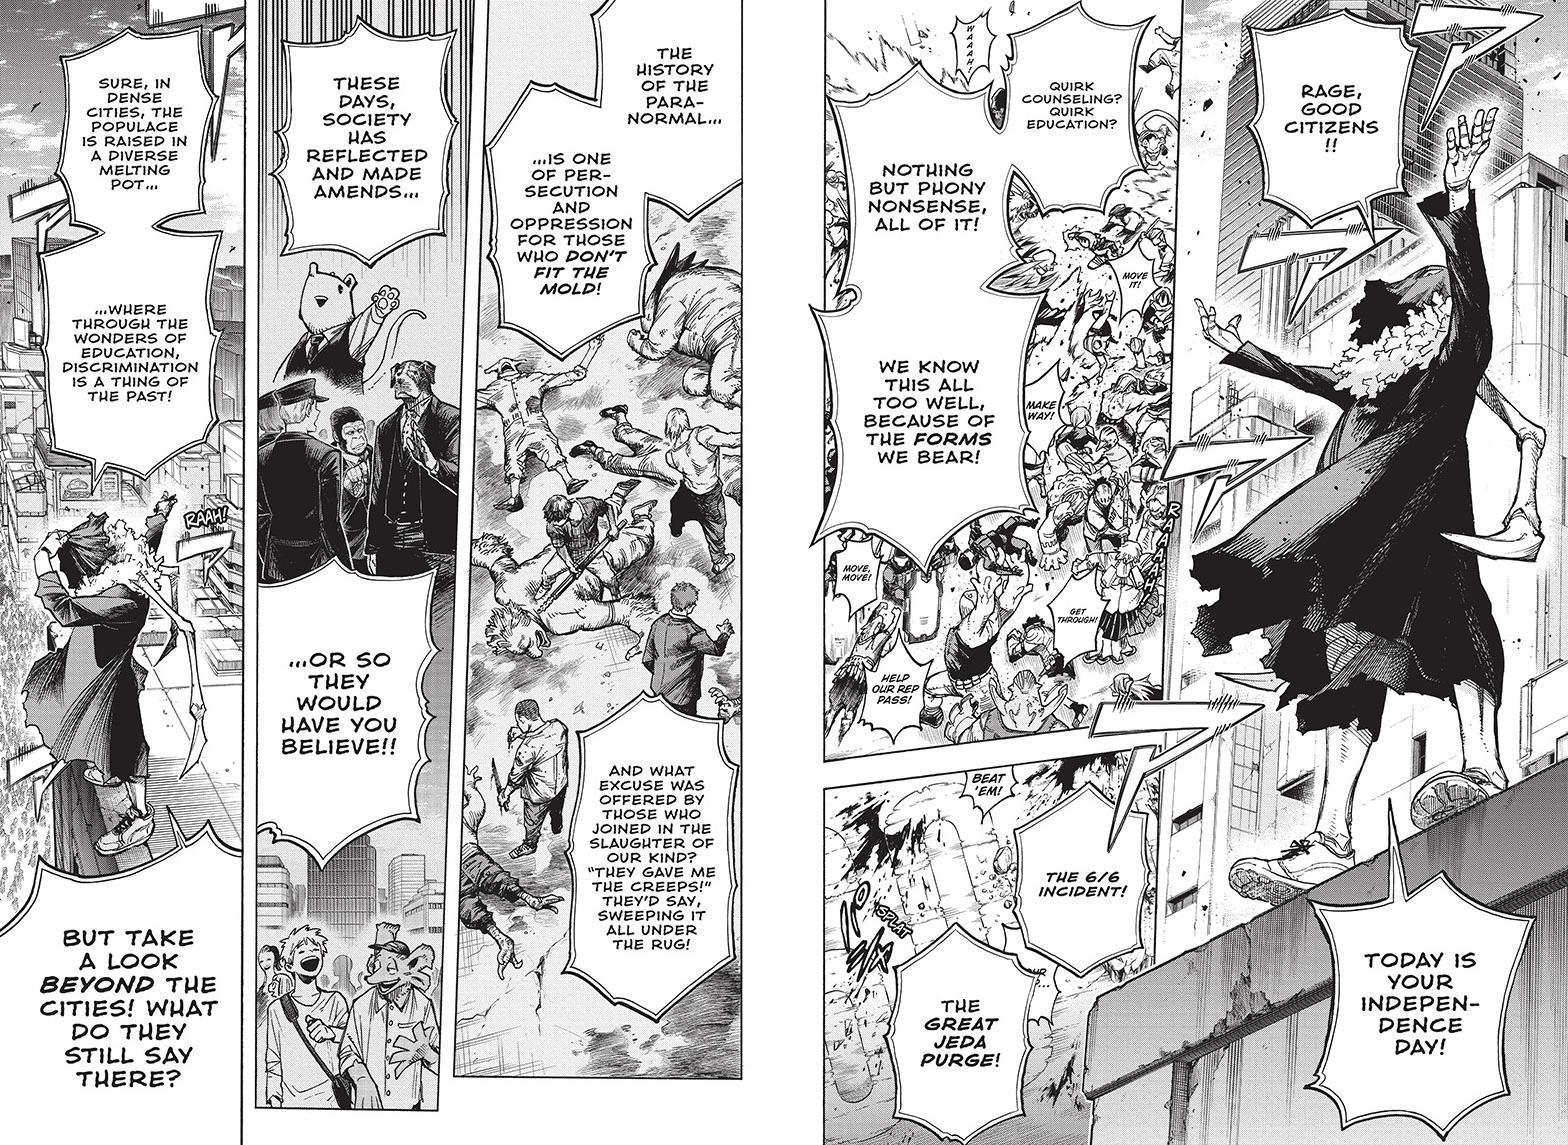 RAGE,
GOOD
CITIZENS
!!
TODAY IS
YOUR
INDEPEN-
DENCE
DAY!
WAAAH!
QUIRK
COUNSELING?
QUIRK
EDUCATION?
NOTHING
BUT PHONY
NONSENSE,
ALL OF IT!
MOVE
IT!
WE KNOW
THIS ALL
TOO WELL,
BECAUSE OF
THE FORMS
WE BEAR!
MAKE
WAY!
MOVE,
MOVE!
GET
THROUGH!
HELP
OUR REP
PASS!
BEAT
'EM!
THE 6/6
INCIDENT!
SPLAT
THE
GREAT
JEDA
PURGE!
THE
HISTORY
OF THE
PARA-
NORMAL...
...IS ONE
OF PER-
SECUTION
AND
OPPRESSION
FOR THOSE
WHO DON'T
FIT THE
MOLD!
AND WHAT
EXCUSE WAS
OFFERED BY
THOSE WHO
JOINED IN THE
SLAUGHTER OF
OUR KIND?
"THEY GAVE ME
THE CREEPS!"
THEY'D SAY,
SWEEPING IT
ALL UNDER
THE RUG!
THESE
DAYS,
SOCIETY
HAS
REFLECTED
AND MADE
AMENDS...
...OR SO
THEY
WOULD
HAVE YOU
BELIEVE!!
SURE, IN
DENSE
CITIES, THE
POPULACE
IS RAISED IN
A DIVERSE
MELTING
POT...
...WHERE
THROUGH THE
WONDERS OF
EDUCATION,
DISCRIMINATION
IS A THING OF
THE PAST!
RAAH!
BUT TAKE
A LOOK
BEYOND THE
CITIES! WHAT
DO THEY
STILL SAY
THERE?